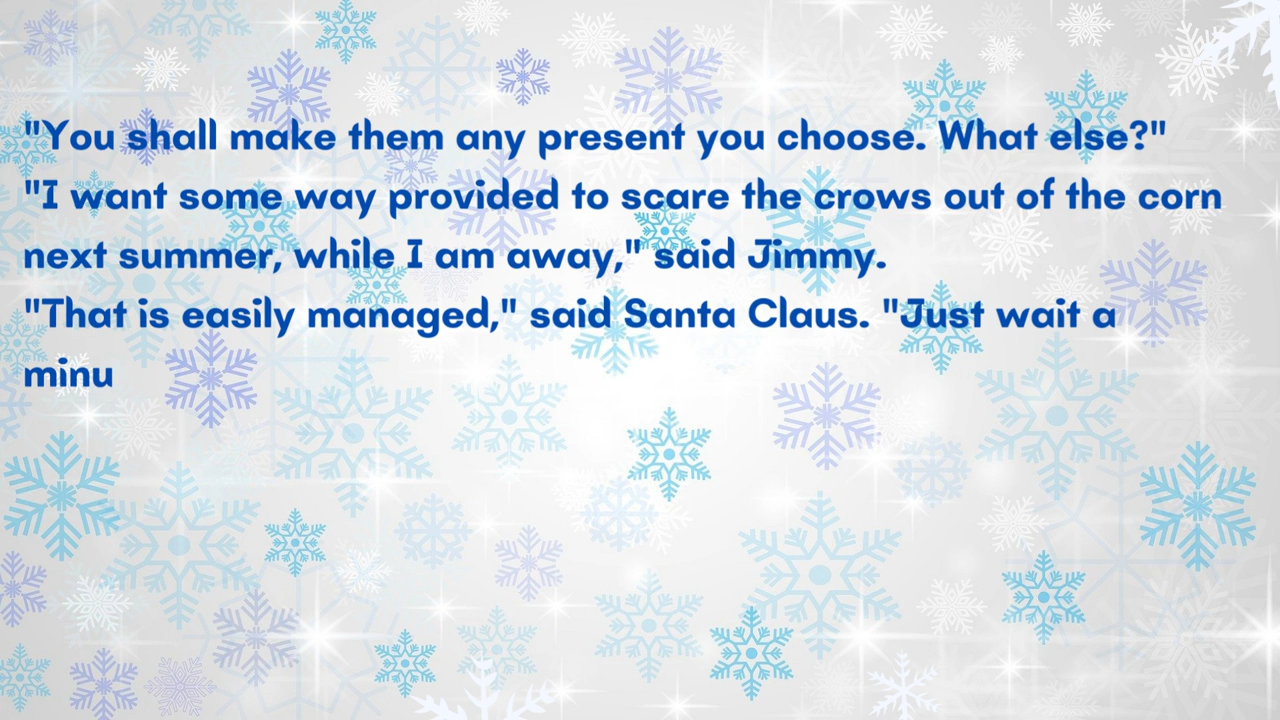 "You shall make them any present you choose. What else?"
"I want some way provided to scare the crows out of the corn
next summer, while I am away," said Jimmy.
"That is easily managed," said Santa Claus. "Just wait a
minu